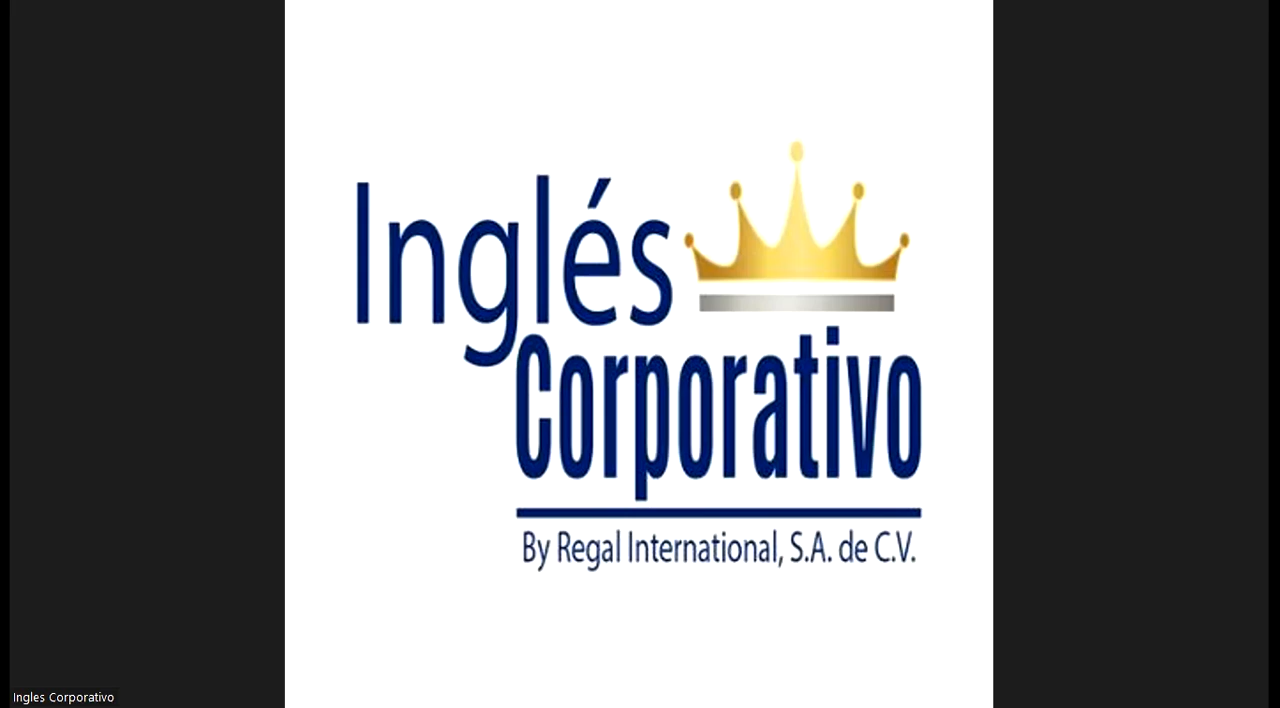 Inglés
Corporativo
By Regal International, S.A. de C.V.
Ingles Corporativo